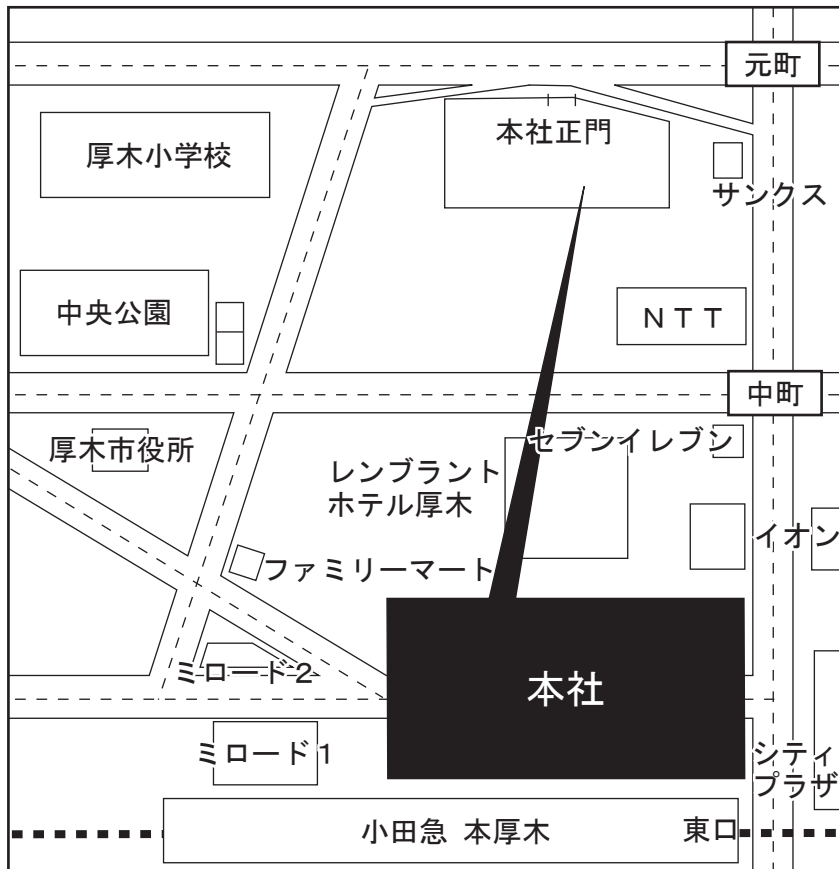 元町
本社正門
厚木小学校
サンクス
中央公園
ＮＴＴ
中町
厚木市役所
セブンイレブン
レンブラント
ホテル厚木
イオン
ファミリーマート
ミロード２
本社
ミロード１
シティ
プラザ
小田急 本厚木
東口